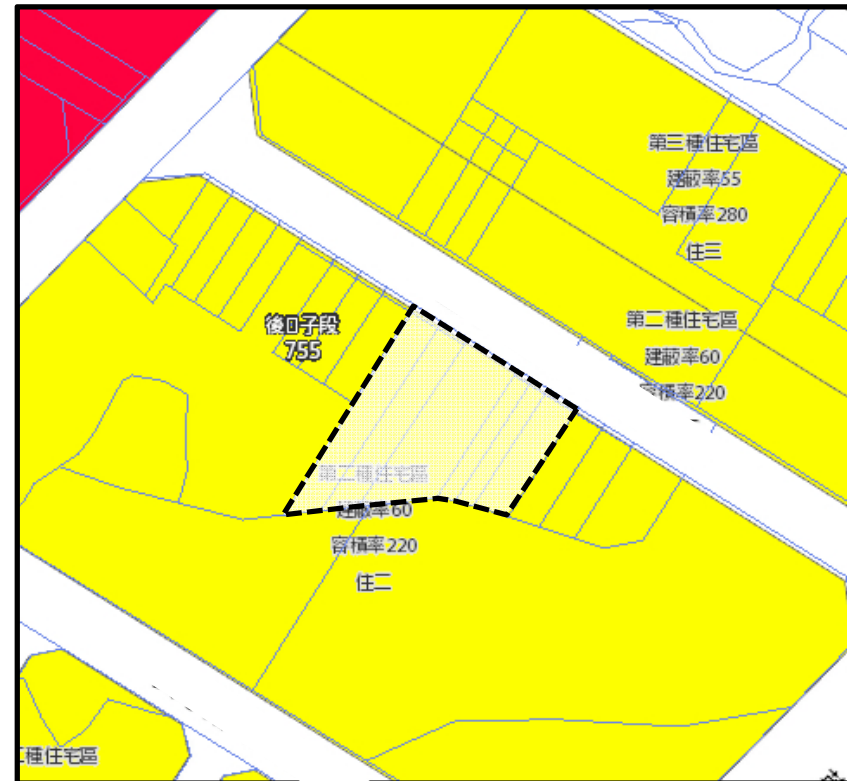 第三種住宅區
建蔽率55
容積率280
住三
第二種住宅區
建蔽率60
容積率220
後子段
755
第二種住宅區
建蔽率60
容積率220
住二
種住宅區